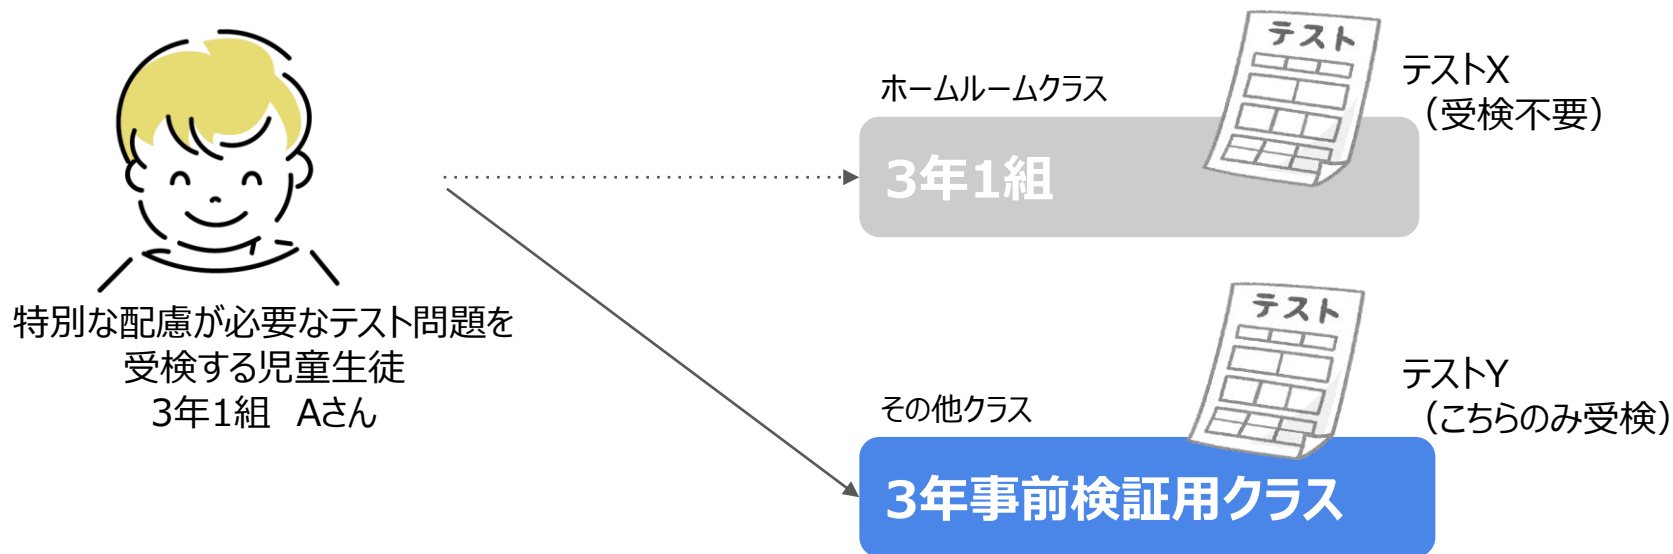 ホームルームクラス
テスト
テストX
（受検不要）
3年1組
特別な配慮が必要なテスト問題を
受検する児童生徒
3年1組　Aさん
その他クラス
テスト
テストY
（こちらのみ受検）
3年事前検証用クラス